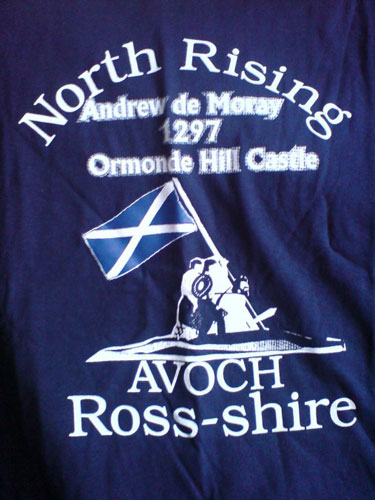 North Rising
Andrew de Moray
1297
Ormonde Hill Castle
AVOCH
Ross-shire